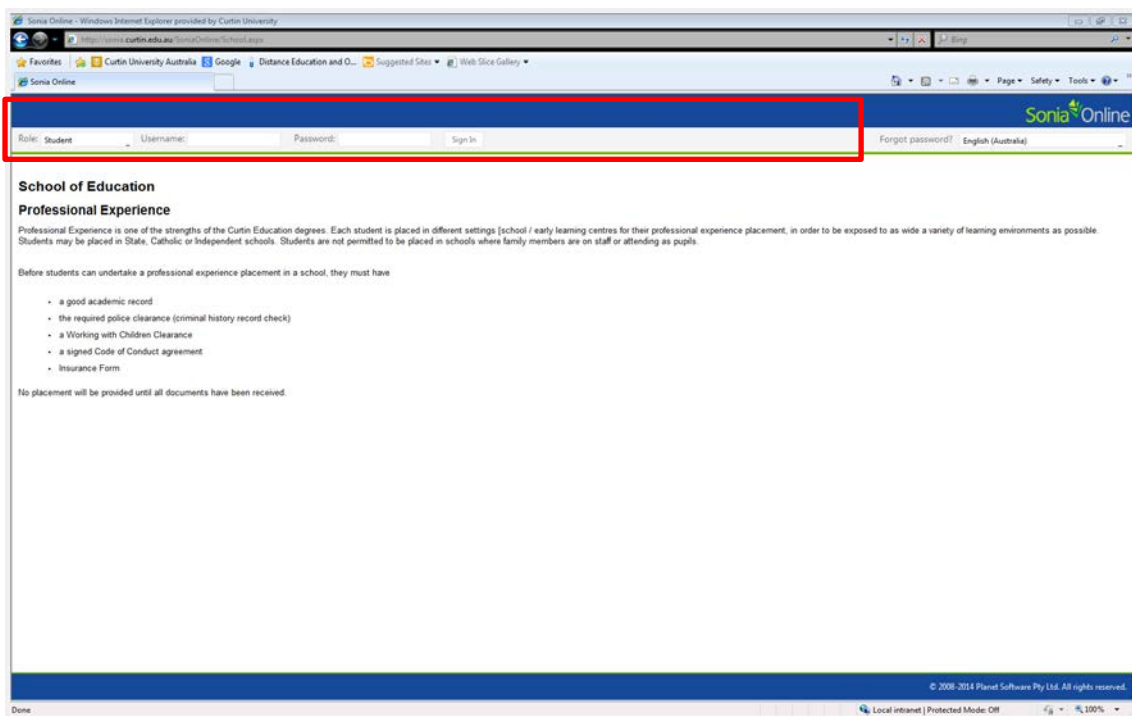 Sonia Online - Windows Internet Explorer provided by Curtin University
http://sonia.curtin.edu.au/SoniaOnline/School.aspx
Bing
Favorites Curtin University Australia Google Distance Education and O... Suggested Sites Web Slice Gallery
Sonia Online
Page Safety Tools
Sonia Online
Role: Student Username: Password: Sign In Forgot password? English (Australia)
School of Education
Professional Experience
Professional Experience is one of the strengths of the Curtin Education degrees. Each student is placed in different settings [school / early learning centres for their professional experience placement, in order to be exposed to as wide a variety of learning environments as possible.
Students may be placed in State, Catholic or Independent schools. Students are not permitted to be placed in schools where family members are on staff or attending as pupils.
Before students can undertake a professional experience placement in a school, they must have
• a good academic record
• the required police clearance (criminal history record check)
• a Working with Children Clearance
• a signed Code of Conduct agreement
• Insurance Form
No placement will be provided until all documents have been received.
© 2008-2014 Planet Software Pty Ltd. All rights reserved.
Done Local intranet | Protected Mode: Off 100%